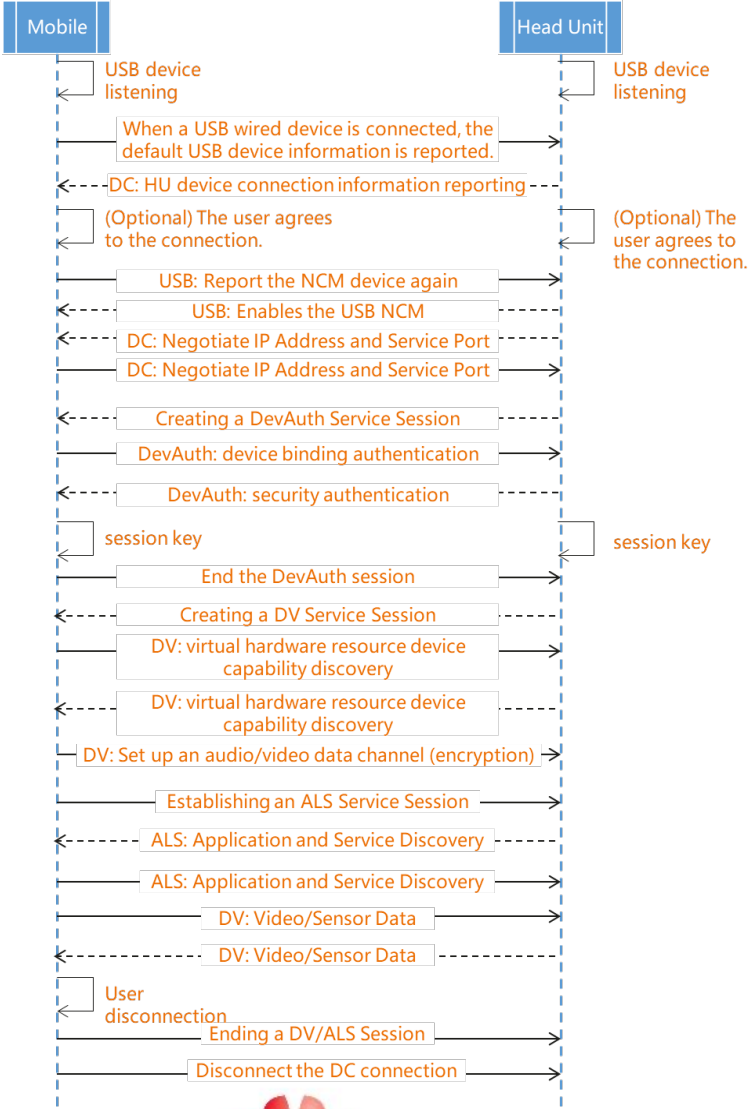 Mobile
Head Unit
USB device
listening
USB device
listening
When a USB wired device is connected, the
default USB device information is reported.
DC: HU device connection information reporting
(Optional) The user agrees
to the connection.
(Optional) The
user agrees to
the connection.
USB: Report the NCM device again
USB: Enables the USB NCM
DC: Negotiate IP Address and Service Port
DC: Negotiate IP Address and Service Port
Creating a DevAuth Service Session
DevAuth: device binding authentication
DevAuth: security authentication
session key
session key
End the DevAuth session
Creating a DV Service Session
DV: virtual hardware resource device
capability discovery
DV: virtual hardware resource device
capability discovery
DV: Set up an audio/video data channel (encryption)
Establishing an ALS Service Session
ALS: Application and Service Discovery
ALS: Application and Service Discovery
DV: Video/Sensor Data
DV: Video/Sensor Data
User
disconnection
Ending a DV/ALS Session
Disconnect the DC connection